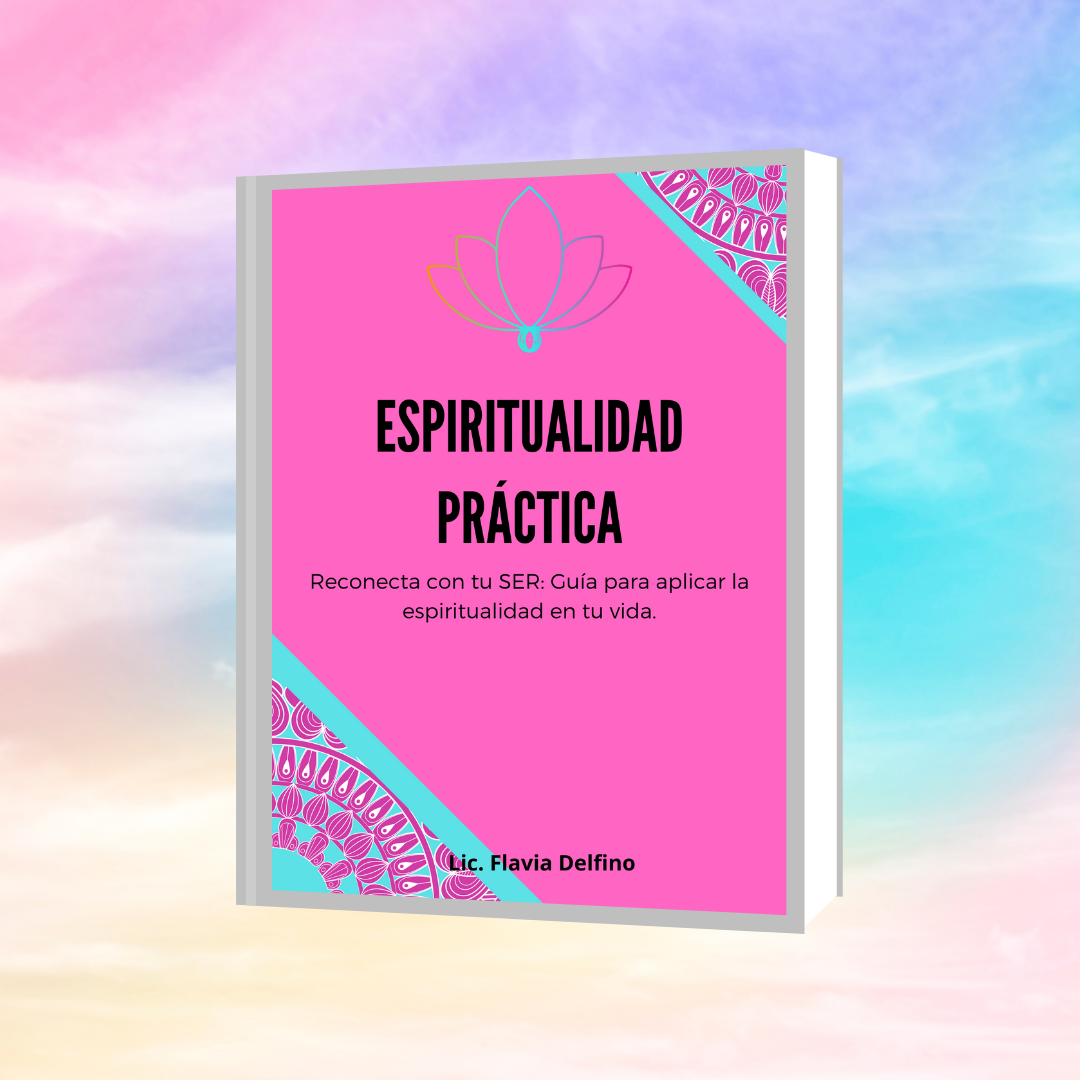 ESPIRITUALIDAD
PRÁCTICA
Reconecta con tu SER: Guía para aplicar la
espiritualidad en tu vida.
Lic. Flavia Delfino